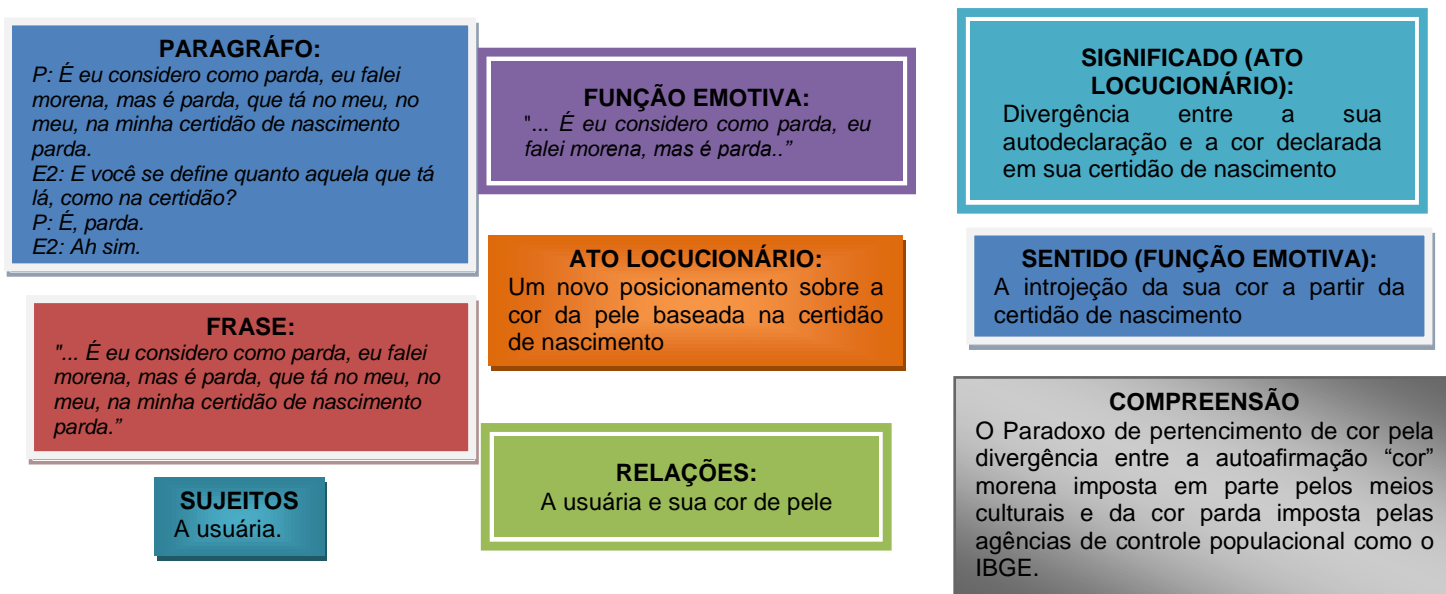 PARAGRÁFO:
P: É eu considero como parda, eu falei
morena, mas é parda, que tá no meu, no
meu, na minha certidão de nascimento
parda.
E2: E você se define quanto aquela que tá
lá, como na certidão?
P: É, parda.
E2: Ah sim.
FRASE:
"... É eu considero como parda, eu falei
morena, mas é parda, que tá no meu, no
meu, na minha certidão de nascimento
parda.”
SUJEITOS
A usuária.
FUNÇÃO EMOTIVA:
"... É eu considero como parda, eu
falei morena, mas é parda..”
ATO LOCUCIONÁRIO:
Um novo posicionamento sobre a
cor da pele baseada na certidão
de nascimento
RELAÇÕES:
A usuária e sua cor de pele
SIGNIFICADO (ATO
LOCUCIONÁRIO):
Divergência entre a sua
autodeclaração e a cor declarada
em sua certidão de nascimento
SENTIDO (FUNÇÃO EMOTIVA):
A introjeção da sua cor a partir da
certidão de nascimento
COMPREENSÃO
O Paradoxo de pertencimento de cor pela
divergência entre a autoafirmação “cor”
morena imposta em parte pelos meios
culturais e da cor parda imposta pelas
agências de controle populacional como o
IBGE.